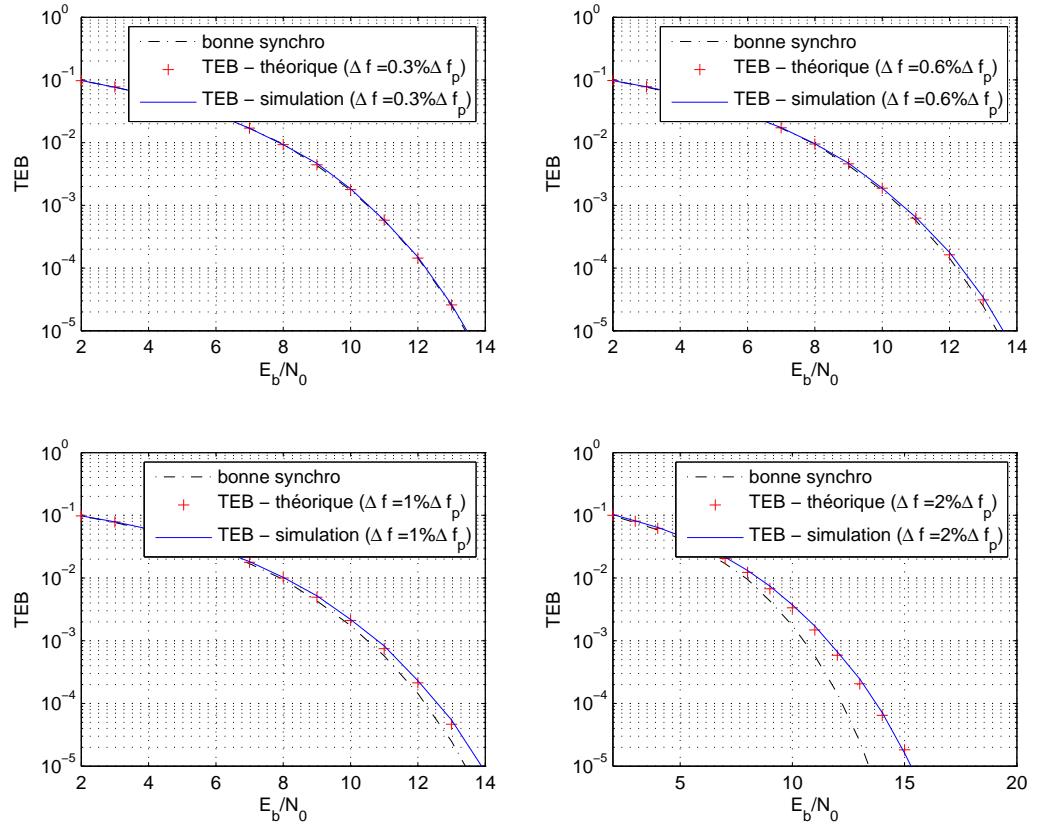 10^0
10^-1
10^-2
10^-3
10^-4
10^-5
TEB
2 4 6 8 10 12 14
E_b/N_0
bonne synchro
TEB − théorique (Δ f =0.3%Δ f_p)
TEB − simulation (Δ f =0.3%Δ f_p)
10^0
10^-1
10^-2
10^-3
10^-4
10^-5
TEB
2 4 6 8 10 12 14
E_b/N_0
bonne synchro
TEB − théorique (Δ f =0.6%Δ f_p)
TEB − simulation (Δ f =0.6%Δ f_p)
10^0
10^-1
10^-2
10^-3
10^-4
10^-5
TEB
2 4 6 8 10 12 14
E_b/N_0
bonne synchro
TEB − théorique (Δ f =1%Δ f_p)
TEB − simulation (Δ f =1%Δ f_p)
10^0
10^-1
10^-2
10^-3
10^-4
10^-5
TEB
5 10 15 20
E_b/N_0
bonne synchro
TEB − théorique (Δ f =2%Δ f_p)
TEB − simulation (Δ f =2%Δ f_p)